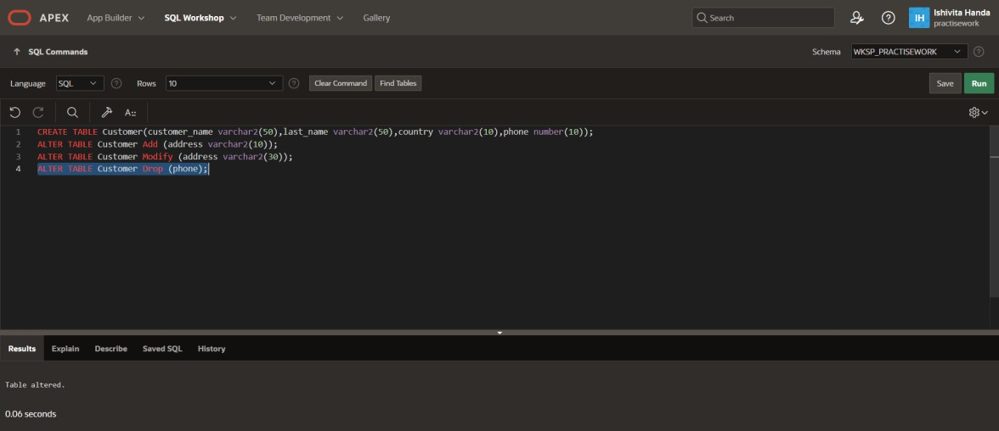 APEX App Builder SQL Workshop Team Development Gallery Search IH Ishivita Handa
practisework
SQL Commands Schema WKSP_PRACTISEWORK
Language SQL Rows 10 Clear Command Find Tables Save Run
A::
1 CREATE TABLE Customer(customer_name varchar2(50),last_name varchar2(50),country varchar2(10),phone number(10));
2 ALTER TABLE Customer Add (address varchar2(10));
3 ALTER TABLE Customer Modify (address varchar2(30));
4 ALTER TABLE Customer Drop (phone);
Results Explain Describe Saved SQL History
Table altered.
0.06 seconds